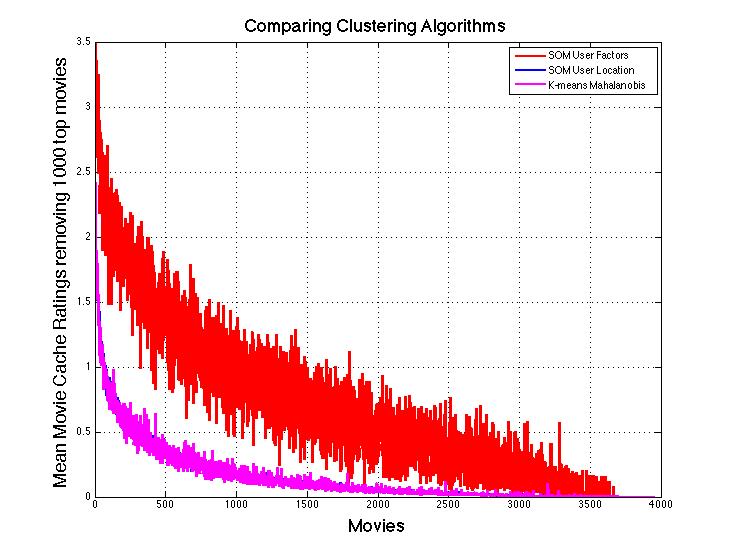 Comparing Clustering Algorithms
SOM User Factors
SOM User Location
K-means Mahalanobis
Mean Movie Cache Ratings removing 1000 top movies
3.5
3
2.5
2
1.5
1
0.5
0
0 500 1000 1500 2000 2500 3000 3500 4000
Movies